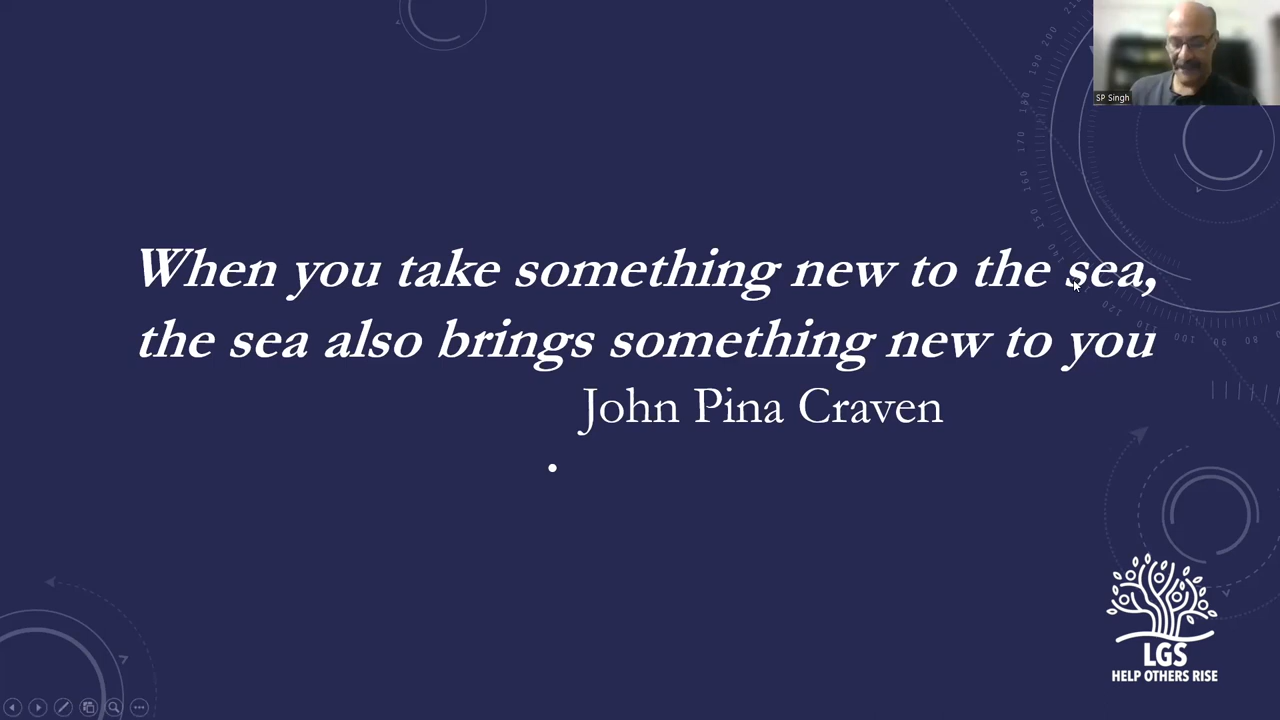 SP Singh
When you take something new to the sea,
the sea also brings something new to you
John Pina Craven
.
LGS
HELP OTHERS RISE